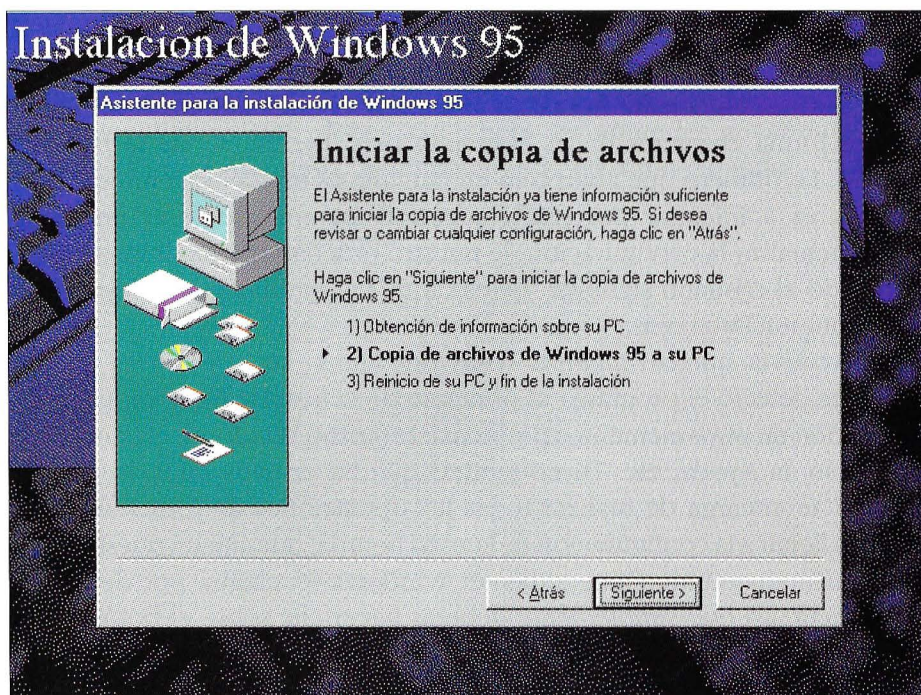 Instalación de Windows 95
Asistente para la instalación de Windows 95
Iniciar la copia de archivos
El Asistente para la instalación ya tiene información suficiente
para iniciar la copia de archivos de Windows 95. Si desea
revisar o cambiar cualquier configuración, haga clic en "Atrás".
Haga clic en "Siguiente" para iniciar la copia de archivos de
Windows 95.
1) Obtención de información sobre su PC
2) Copia de archivos de Windows 95 a su PC
3) Reinicio de su PC y fin de la instalación
< Atrás
Siguiente >
Cancelar